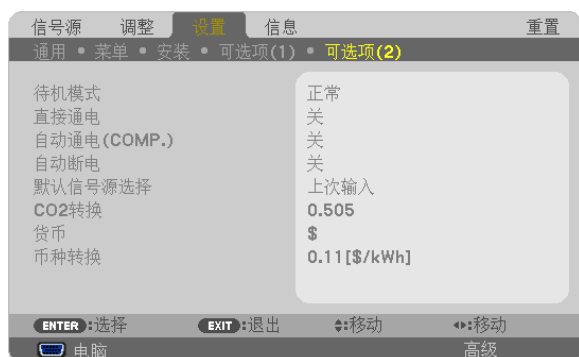 信号源 调整 设置 信息 重置
通用 • 菜单 • 安装 • 可选项(1) • 可选项(2)
待机模式 正常
直接通电 关
自动通电(COMP.) 关
自动断电 关
默认信号源选择 上次输入
CO2转换 0.505
货币 $
币种转换 0.11[$/kWh]
ENTER:选择 EXIT:退出 :移动 :移动
电脑 高级